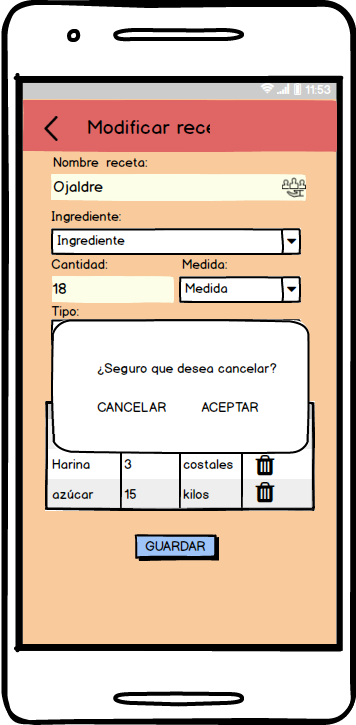 11:53
Modificar rece
Nombre receta:
Ojaldre
Ingrediente:
Ingrediente
Cantidad: Medida:
18 Medida
Tipo:
¿Seguro que desea cancelar?
CANCELAR ACEPTAR
Harina 3 costales
azúcar 15 kilos
GUARDAR